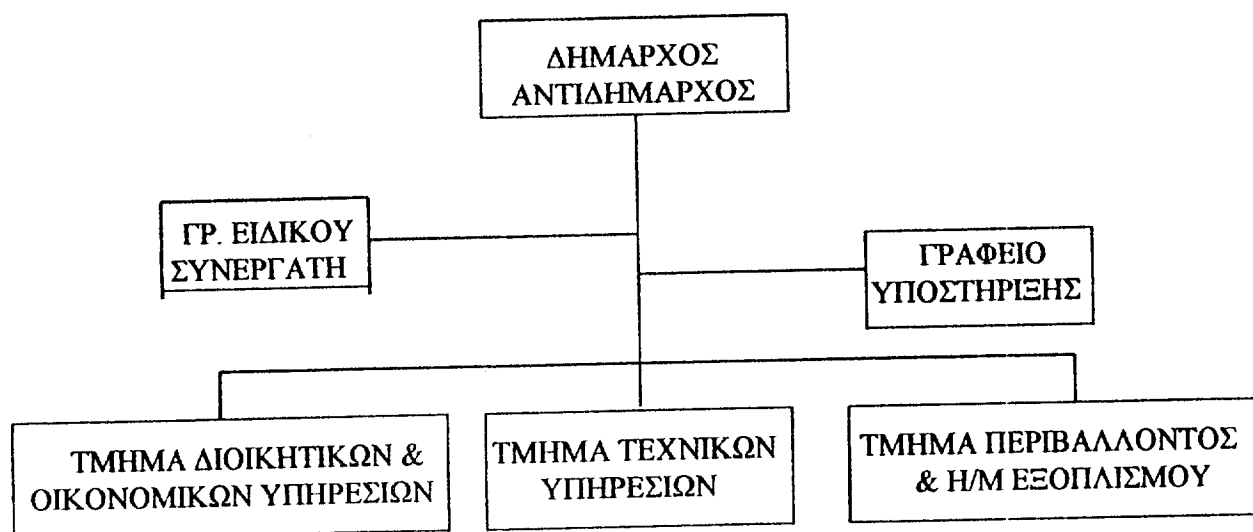 ΔΗΜΑΡΧΟΣ
ΑΝΤΙΔΗΜΑΡΧΟΣ
ΓΡ. ΕΙΔΙΚΟΥ
ΣΥΝΕΡΓΑΤΗ
ΓΡΑΦΕΙΟ
ΥΠΟΣΤΗΡΙΞΗΣ
ΤΜΗΜΑ ΔΙΟΙΚΗΤΙΚΩΝ &
ΟΙΚΟΝΟΜΙΚΩΝ ΥΠΗΡΕΣΙΩΝ
ΤΜΗΜΑ ΤΕΧΝΙΚΩΝ
ΥΠΗΡΕΣΙΩΝ
ΤΜΗΜΑ ΠΕΡΙΒΑΛΛΟΝΤΟΣ
& Η/Μ ΕΞΟΠΛΙΣΜΟΥ